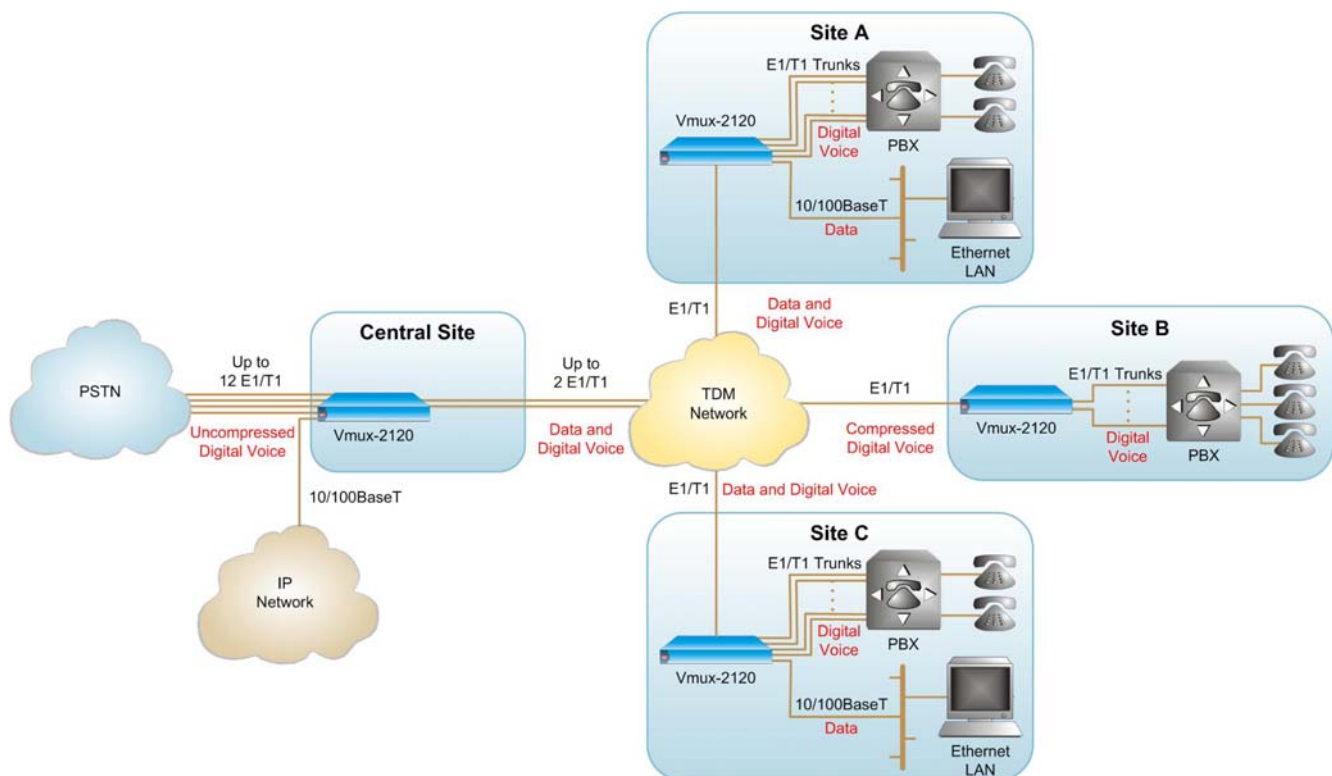 Site A
E1/T1 Trunks
Vmux-2120
Digital
Voice
PBX
10/100BaseT
Data
Ethernet
LAN
E1/T1
Data and
Digital Voice
Central Site
Up to
12 E1/T1
PSTN
Uncompressed
Digital Voice
Vmux-2120
Up to
2 E1/T1
Data and
Digital Voice
TDM
Network
10/100BaseT
IP
Network
E1/T1
Compressed
Digital Voice
Site B
E1/T1 Trunks
Vmux-2120
Digital
Voice
PBX
E1/T1
Data and Digital Voice
Site C
E1/T1 Trunks
Vmux-2120
Digital
Voice
PBX
10/100BaseT
Data
Ethernet
LAN